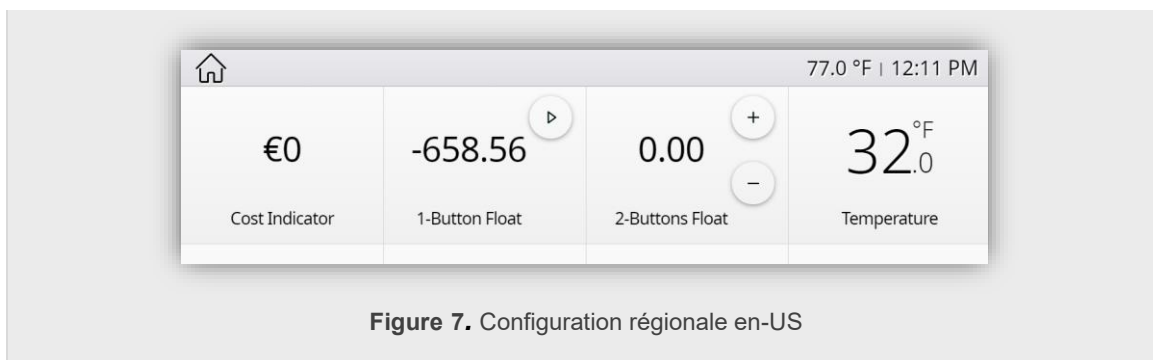 77.0 °F | 12:11 PM
€0 -658.56 + 0.00 − 32.0 °F
Cost Indicator 1-Button Float 2-Buttons Float Temperature
Figure 7. Configuration régionale en-US